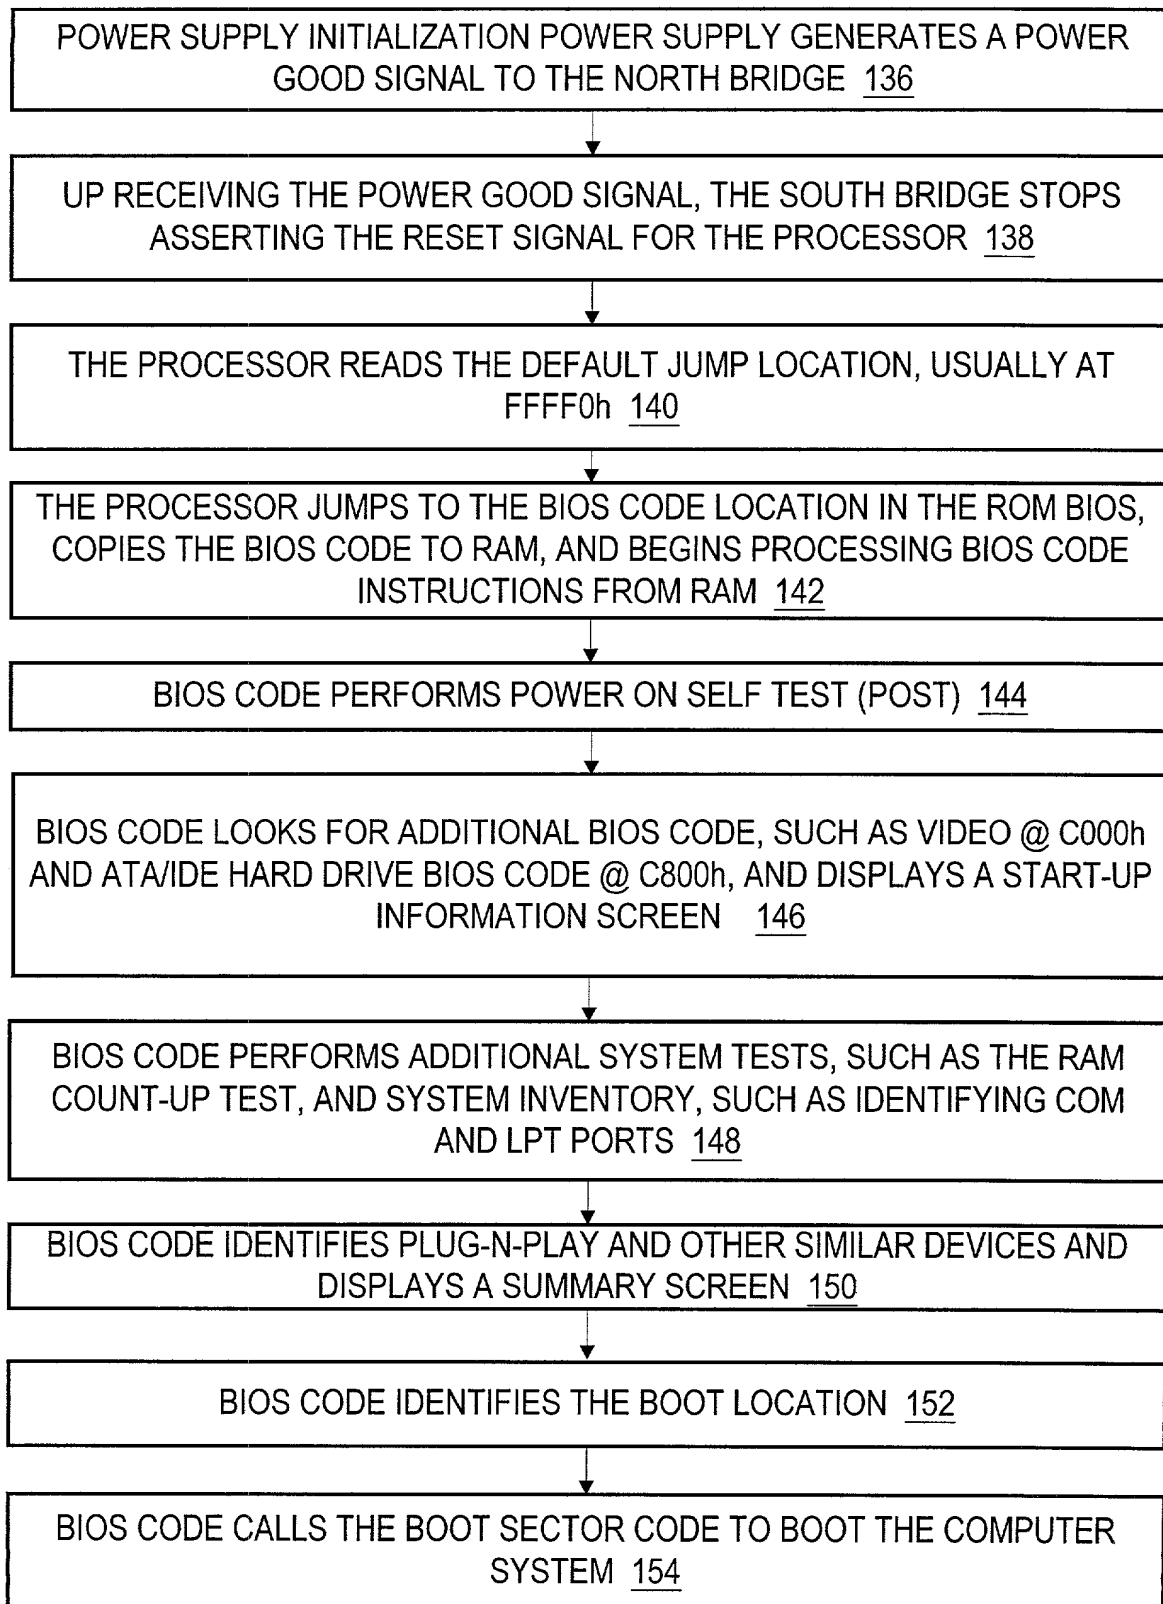 POWER SUPPLY INITIALIZATION POWER SUPPLY GENERATES A POWER
GOOD SIGNAL TO THE NORTH BRIDGE 136
UP RECEIVING THE POWER GOOD SIGNAL, THE SOUTH BRIDGE STOPS
ASSERTING THE RESET SIGNAL FOR THE PROCESSOR 138
THE PROCESSOR READS THE DEFAULT JUMP LOCATION, USUALLY AT
FFFF0h 140
THE PROCESSOR JUMPS TO THE BIOS CODE LOCATION IN THE ROM BIOS,
COPIES THE BIOS CODE TO RAM, AND BEGINS PROCESSING BIOS CODE
INSTRUCTIONS FROM RAM 142
BIOS CODE PERFORMS POWER ON SELF TEST (POST) 144
BIOS CODE LOOKS FOR ADDITIONAL BIOS CODE, SUCH AS VIDEO @ C000h
AND ATA/IDE HARD DRIVE BIOS CODE @ C800h, AND DISPLAYS A START-UP
INFORMATION SCREEN 146
BIOS CODE PERFORMS ADDITIONAL SYSTEM TESTS, SUCH AS THE RAM
COUNT-UP TEST, AND SYSTEM INVENTORY, SUCH AS IDENTIFYING COM
AND LPT PORTS 148
BIOS CODE IDENTIFIES PLUG-N-PLAY AND OTHER SIMILAR DEVICES AND
DISPLAYS A SUMMARY SCREEN 150
BIOS CODE IDENTIFIES THE BOOT LOCATION 152
BIOS CODE CALLS THE BOOT SECTOR CODE TO BOOT THE COMPUTER
SYSTEM 154